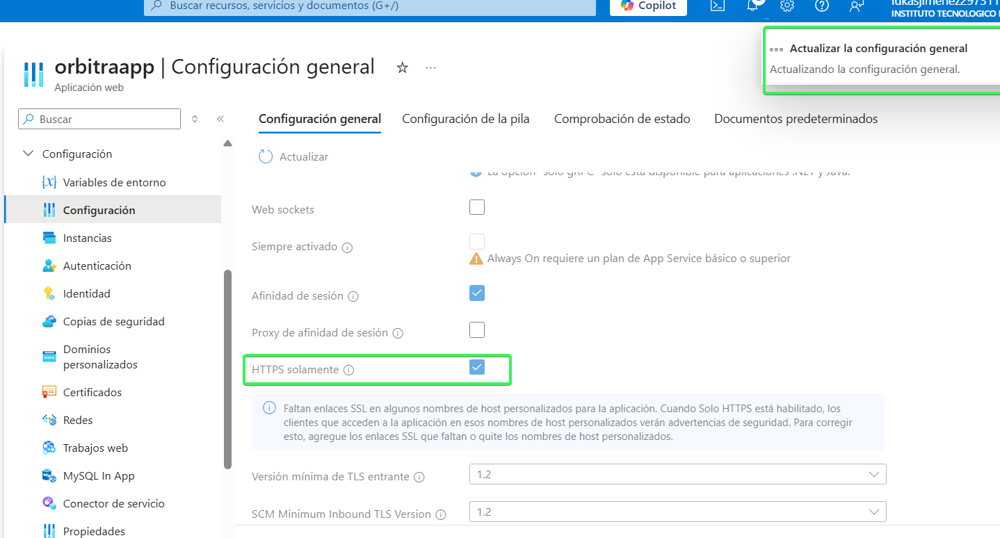 Buscar recursos, servicios y documentos (G+/)
Copilot
INSTITUTO TECNOLOGICO
Actualizar la configuración general
Actualizando la configuración general.
orbitraapp | Configuración general
Aplicación web
Buscar
Configuración general
Configuración de la pila
Comprobación de estado
Documentos predeterminados
Actualizar
Configuración
Variables de entorno
Configuración
Instancias
Autenticación
Identidad
Copias de seguridad
Dominios
personalizados
Certificados
Redes
Trabajos web
MySQL In App
Conector de servicio
Propiedades
La opción "solo gRPC" solo está disponible para aplicaciones .NET y Java.
Web sockets
Siempre activado
Always On requiere un plan de App Service básico o superior
Afinidad de sesión
Proxy de afinidad de sesión
HTTPS solamente
Faltan enlaces SSL en algunos nombres de host personalizados para la aplicación. Cuando Solo HTTPS está habilitado, los
clientes que acceden a la aplicación en esos nombres de host personalizados verán advertencias de seguridad. Para corregir
esto, agregue los enlaces SSL que faltan o quite los nombres de host personalizados.
Versión mínima de TLS entrante
1.2
SCM Minimum Inbound TLS Version
1.2